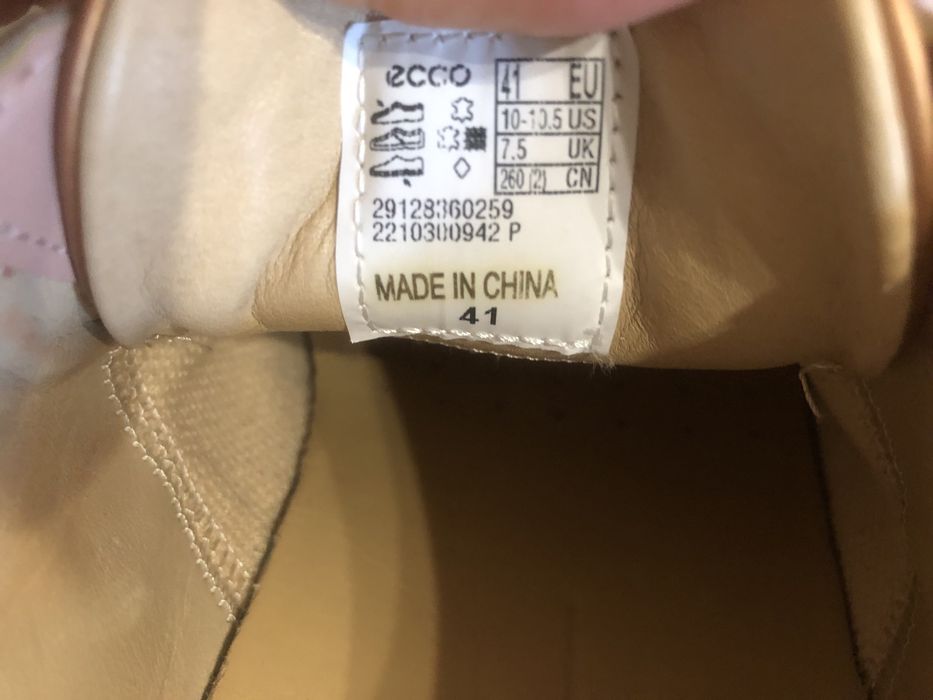 ecco
41 EU
10-10.5 US
7.5 UK
260 (2) CN
29128360259
2210300942 P
MADE IN CHINA
41